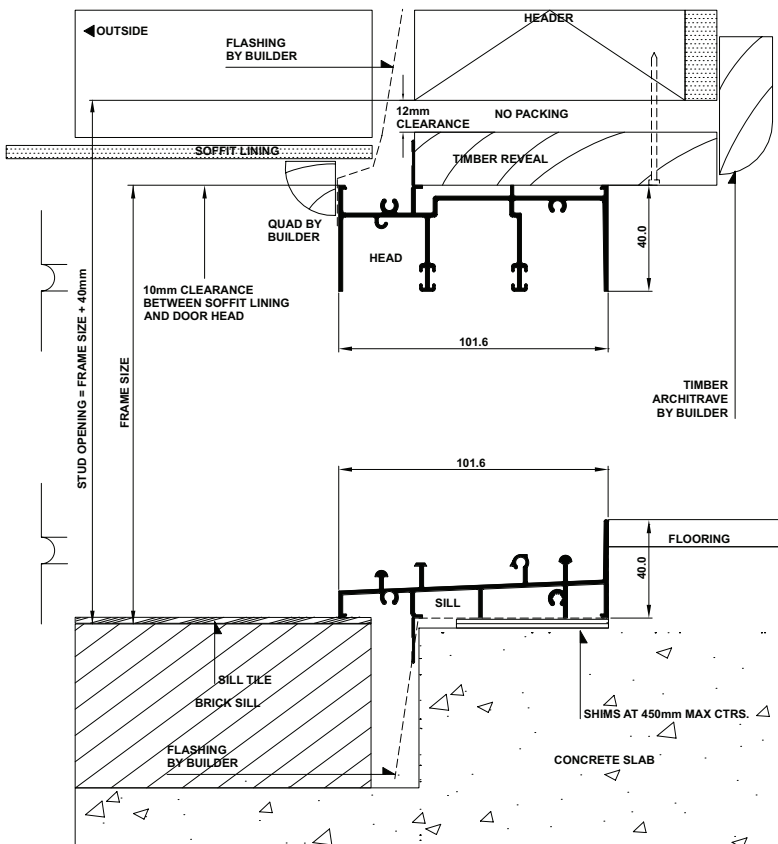 HEADER
OUTSIDE
FLASHING
BY BUILDER
12mm
CLEARANCE
NO PACKING
SOFFIT LINING
TIMBER REVEAL
QUAD BY
BUILDER
HEAD
40.0
10mm CLEARANCE
BETWEEN SOFFIT LINING
AND DOOR HEAD
STUD OPENING = FRAME SIZE + 40mm
FRAME SIZE
101.6
TIMBER
ARCHITRAVE
BY BUILDER
101.6
FLOORING
40.0
SILL
SILL TILE
BRICK SILL
SHIMS AT 450mm MAX CTRS.
FLASHING
BY BUILDER
CONCRETE SLAB